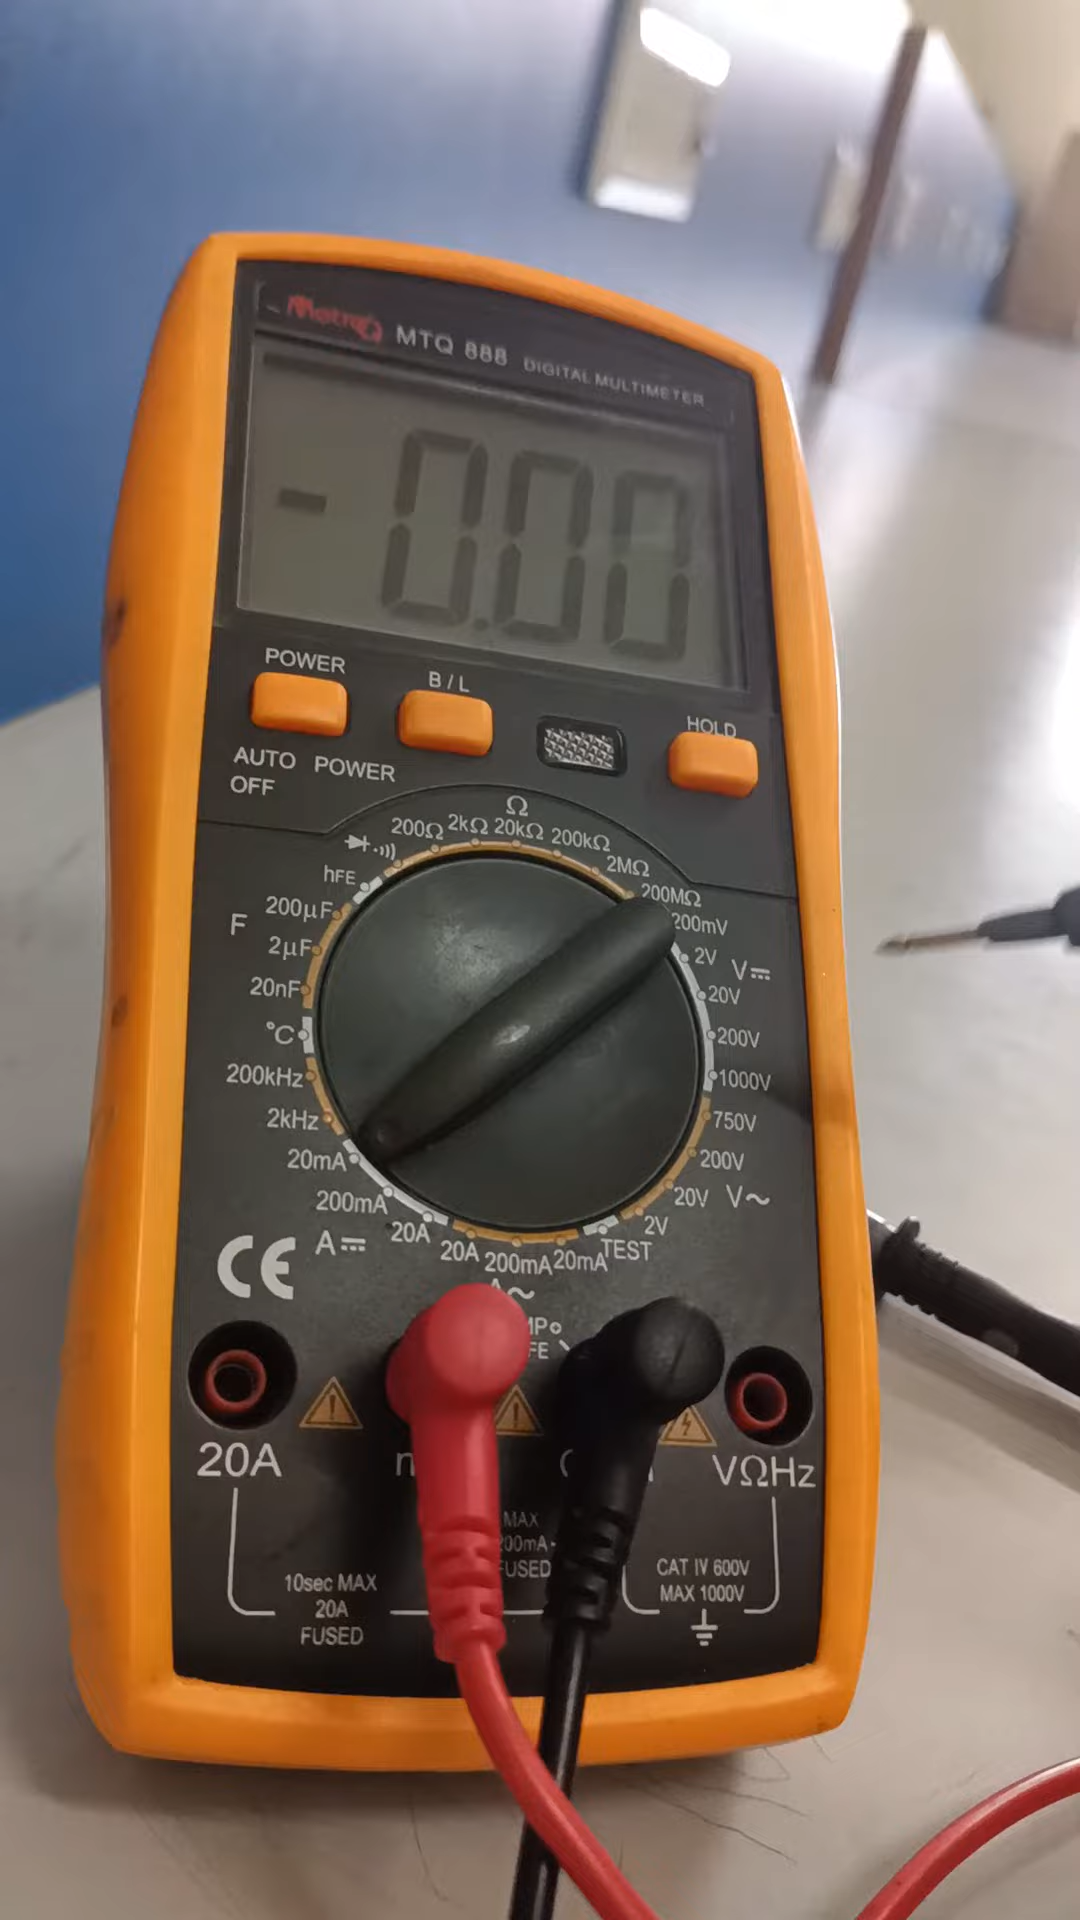 MetroQ MTQ 888 DIGITAL MULTIMETER
- 0.00
POWER B / L HOLD
AUTO POWER
OFF
Ω
200Ω 2kΩ 20kΩ 200kΩ
2MΩ
hFE 200MΩ
200µF 200mV
F
2µF 2V V⎓
20nF 20V
°C 200V
200kHz 1000V
2kHz 750V
20mA 200V
200mA 20V V~
A⎓ 20A 2V
20A 200mA 20mA TEST
CE
20A VΩHz
MAX
FUSED
10sec MAX
20A
FUSED
CAT IV 600V
MAX 1000V